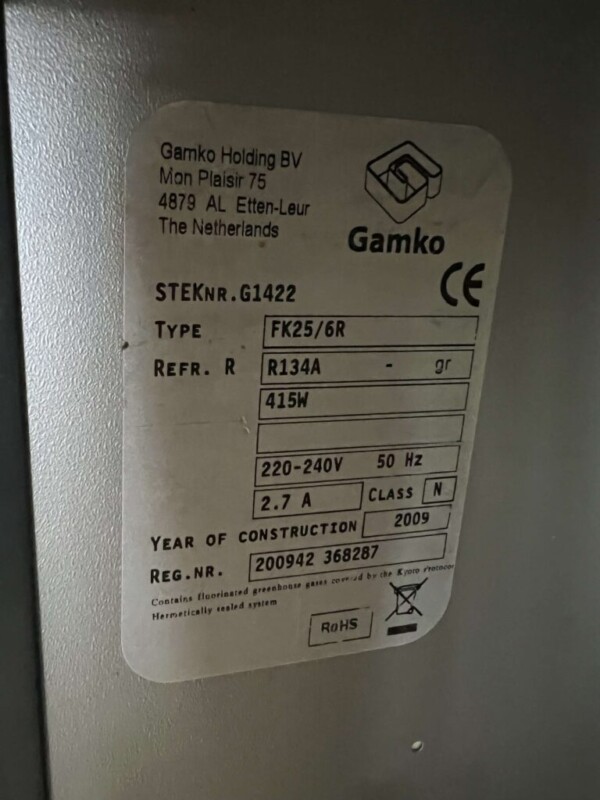 Gamko Holding BV
Mon Plaisir 75
4879 AL Etten-Leur
The Netherlands
Gamko
CE
STEKNR.G1422
TYPE FK25/6R
REFR. R R134A - gr
415W
220-240V 50 Hz
2.7 A CLASS N
YEAR OF CONSTRUCTION 2009
REG.NR. 200942 368287
Contains fluorinated greenhouse gases covered by the Kyoto Protocol
Hermetically sealed system
RoHS